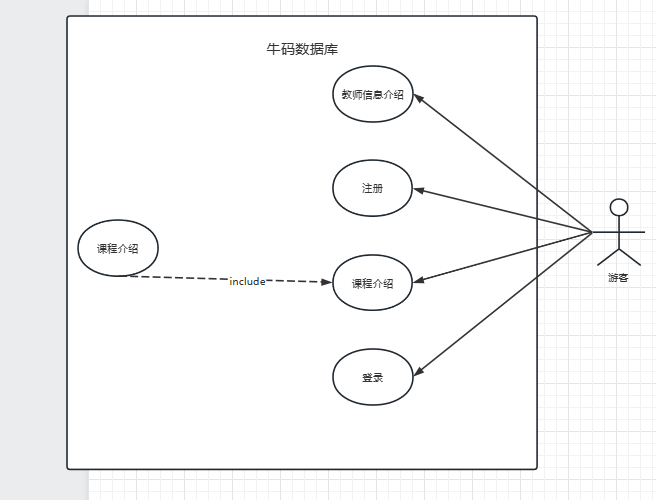 牛码数据库
教师信息介绍
注册
游客
课程介绍
include
课程介绍
登录